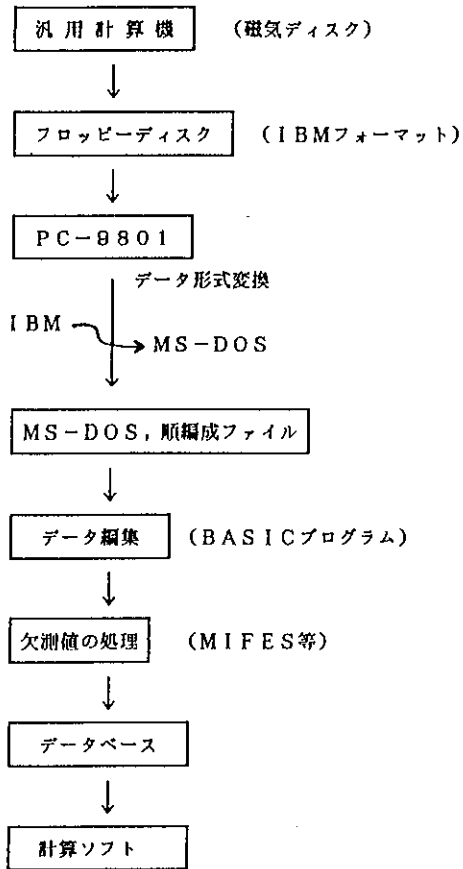 汎用計算機 (磁気ディスク)
フロッピーディスク (IBMフォーマット)
PC-9801
データ形式変換
IBM
MS-DOS
MS-DOS,順編成ファイル
データ編集 (BASICプログラム)
欠測値の処理 (MIFES等)
データベース
計算ソフト